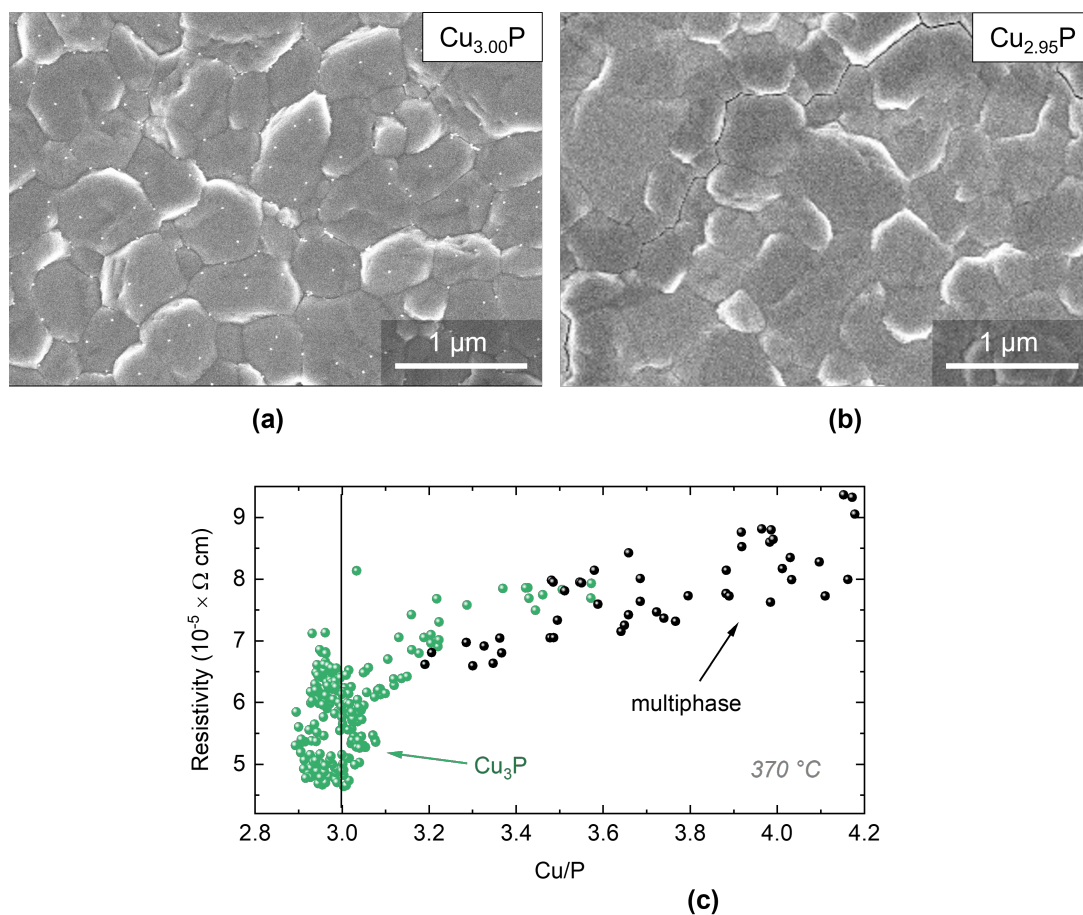 Cu₃.₀₀P
Cu₂.₉₅P
1 µm
1 µm
(a)
(b)
Resistivity (10⁻⁵ × Ω cm)
9
8
7
6
5
multiphase
Cu₃P
370 °C
2.8 3.0 3.2 3.4 3.6 3.8 4.0 4.2
Cu/P
(c)